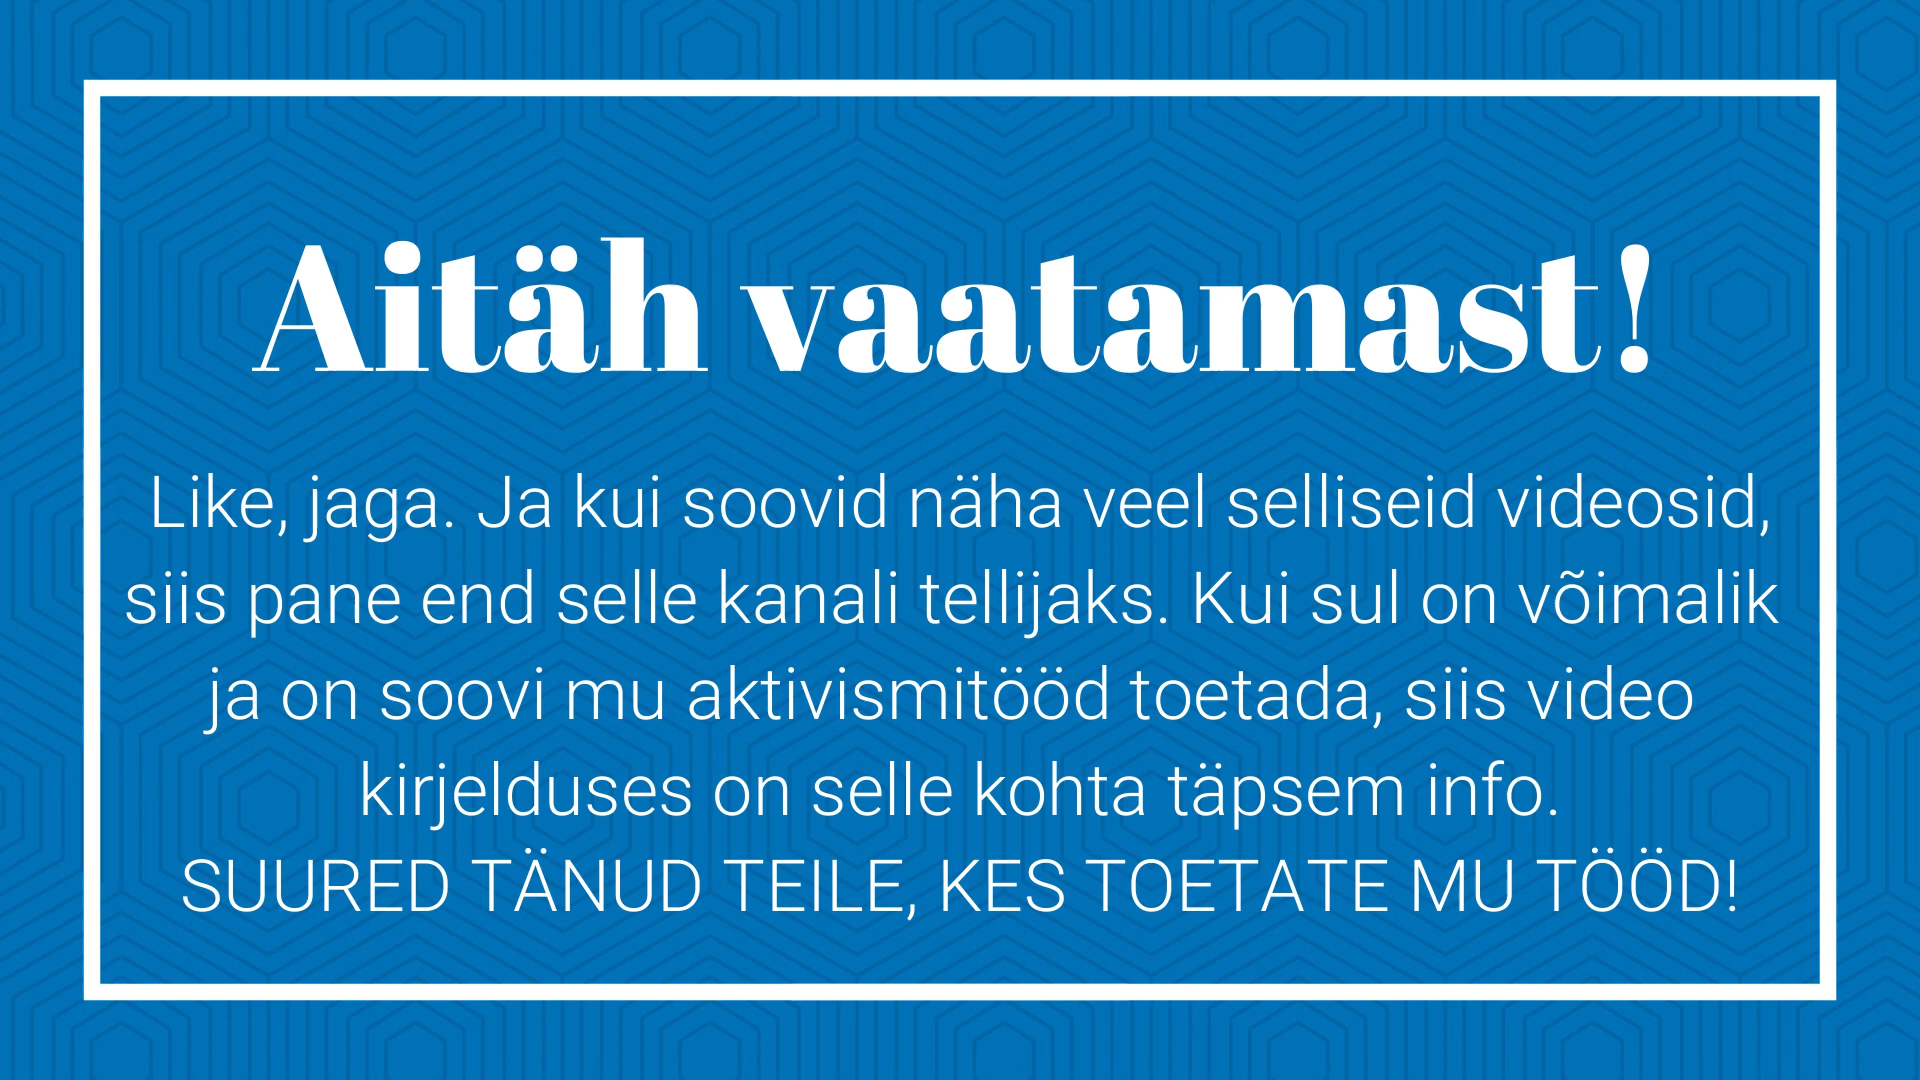 Aitäh vaatamast!
Like, jaga. Ja kui soovid näha veel selliseid videosid,
siis pane end selle kanali tellijaks. Kui sul on võimalik
ja on soovi mu aktivismitööd toetada, siis video
kirjelduses on selle kohta täpsem info.
SUURED TÄNUD TEILE, KES TOETATE MU TÖÖD!